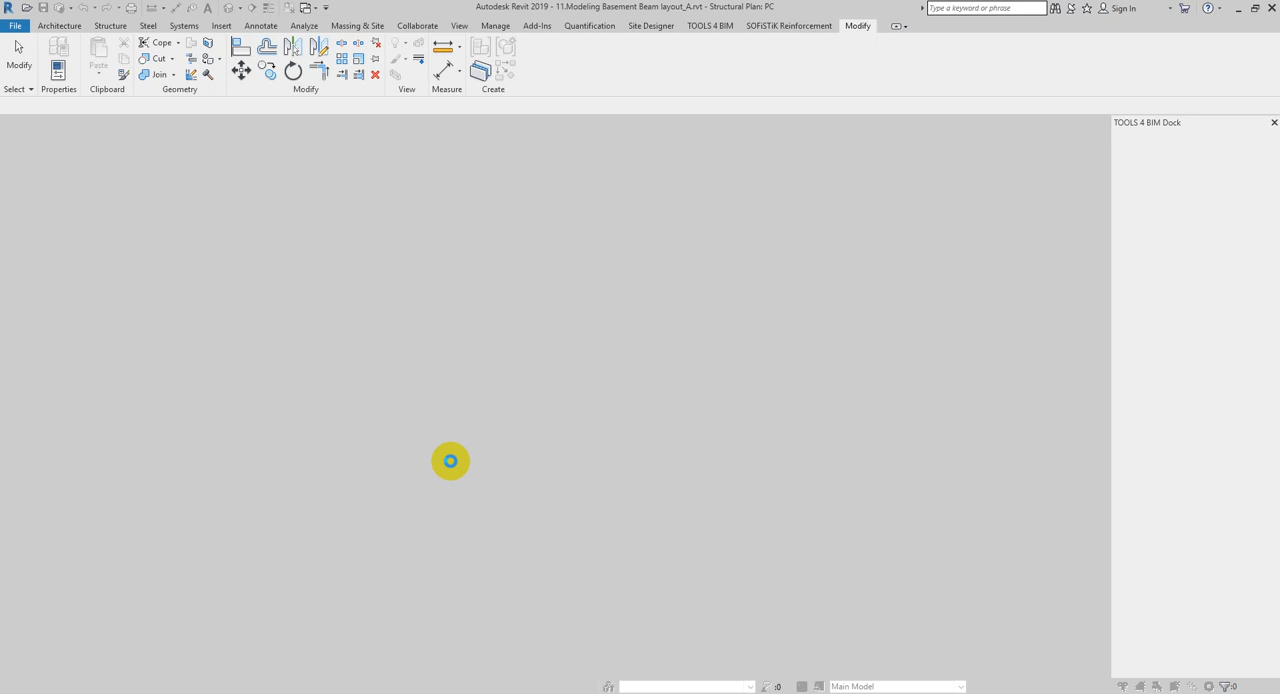 Autodesk Revit 2019 - 11.Modeling Basement Beam layout_A.rvt - Structural Plan: PC
Type a keyword or phrase
Sign In
File Architecture Structure Steel Systems Insert Annotate Analyze Massing & Site Collaborate View Manage Add-Ins Quantification Site Designer TOOLS 4 BIM SOFiSTiK Reinforcement Modify
Cope
Modify Paste Cut
Join
Select Properties Clipboard Geometry Modify View Measure Create
TOOLS 4 BIM Dock
:0 Main Model :0